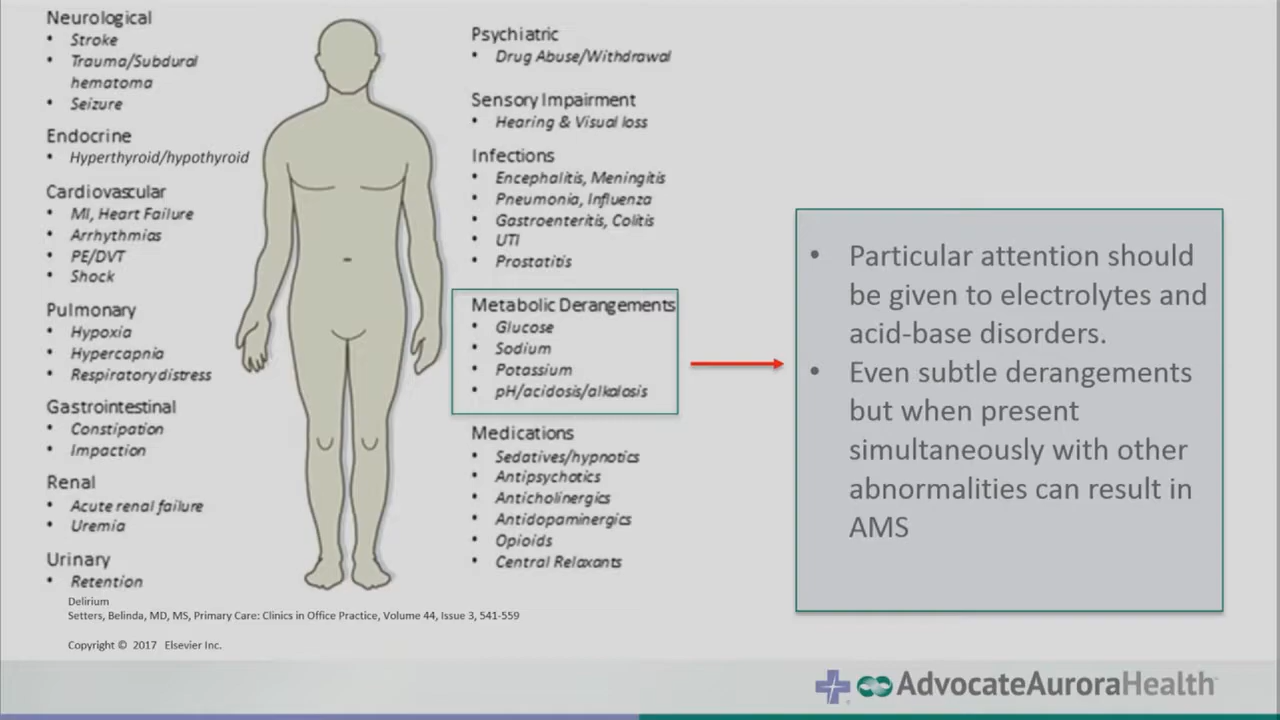 Neurological
• Stroke
• Trauma/Subdural
hematoma
• Seizure
Endocrine
• Hyperthyroid/hypothyroid
Cardiovascular
• MI, Heart Failure
• Arrhythmias
• PE/DVT
• Shock
Pulmonary
• Hypoxia
• Hypercapnia
• Respiratory distress
Gastrointestinal
• Constipation
• Impaction
Renal
• Acute renal failure
• Uremia
Urinary
• Retention
Psychiatric
• Drug Abuse/Withdrawal
Sensory Impairment
• Hearing & Visual loss
Infections
• Encephalitis, Meningitis
• Pneumonia, Influenza
• Gastroenteritis, Colitis
• UTI
• Prostatitis
Metabolic Derangements
• Glucose
• Sodium
• Potassium
• pH/acidosis/alkalosis
Medications
• Sedatives/hypnotics
• Antipsychotics
• Anticholinergics
• Antidopaminergics
• Opioids
• Central Relaxants
• Particular attention should
be given to electrolytes and
acid-base disorders.
• Even subtle derangements
but when present
simultaneously with other
abnormalities can result in
AMS
Delirium
Setters, Belinda, MD, MS, Primary Care: Clinics in Office Practice, Volume 44, Issue 3, 541-559
Copyright © 2017 Elsevier Inc.
AdvocateAuroraHealth™